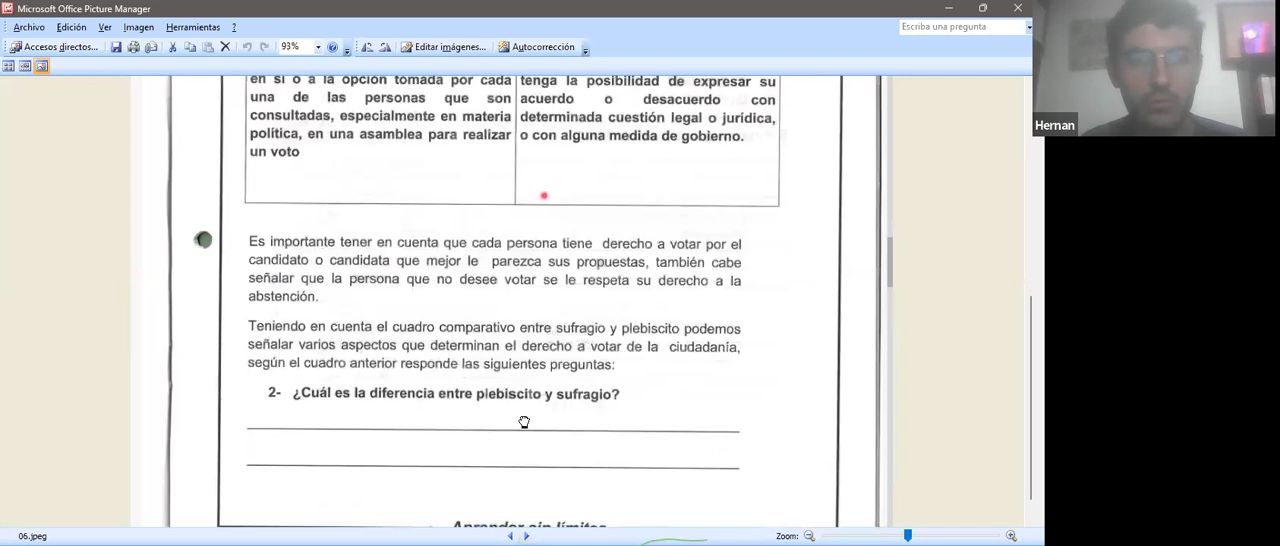 Microsoft Office Picture Manager
Archivo Edición Ver Imagen Herramientas ?
Escriba una pregunta
Accesos directos... 93% Editar imágenes... Autocorrección
en sí o a la opción tomada por cada
una de las personas que son
consultadas, especialmente en materia
política, en una asamblea para realizar
un voto
tenga la posibilidad de expresar su
acuerdo o desacuerdo con
determinada cuestión legal o jurídica,
o con alguna medida de gobierno.
Hernan
Es importante tener en cuenta que cada persona tiene derecho a votar por el
candidato o candidata que mejor le parezca sus propuestas, también cabe
señalar que la persona que no desee votar se le respeta su derecho a la
abstención.
Teniendo en cuenta el cuadro comparativo entre sufragio y plebiscito podemos
señalar varios aspectos que determinan el derecho a votar de la ciudadanía,
según el cuadro anterior responde las siguientes preguntas:
2- ¿Cuál es la diferencia entre plebiscito y sufragio?
Aprender sin límites
06.jpeg
Zoom: